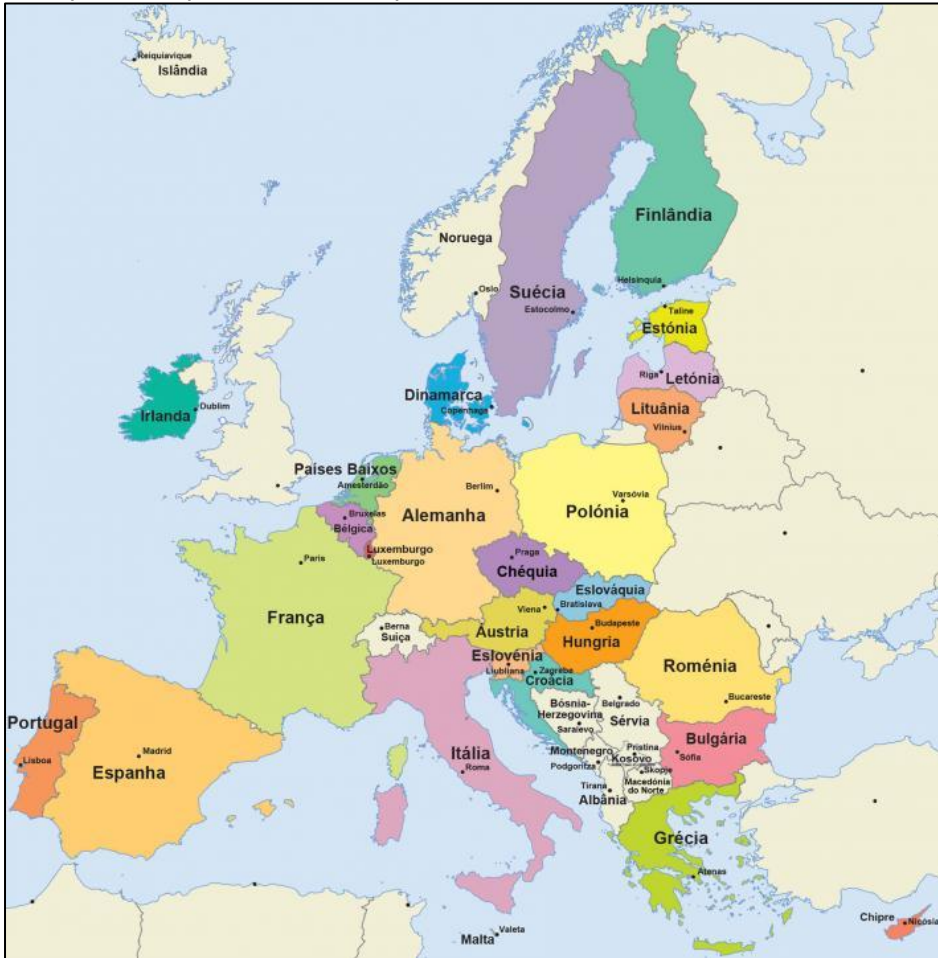 Reiquiavique
Islândia
Finlândia
Noruega
Helsínquia
Oslo
Suécia
Estocolmo
Taline
Estónia
Riga
Letónia
Dinamarca
Copenhaga
Lituânia
Vilnius
Dublim
Irlanda
Países Baixos
Amesterdão
Berlim
Varsóvia
Polónia
Alemanha
Bruxelas
Bélgica
Luxemburgo
Luxemburgo
Paris
Praga
Chéquia
Eslováquia
Bratislava
Viena
Áustria
Budapeste
Hungria
França
Berna
Suiça
Eslovénia
Liubliana
Zagrebe
Croácia
Roménia
Bucareste
Bósnia-
Herzegovina
Saraievo
Belgrado
Sérvia
Portugal
Lisboa
Madrid
Espanha
Itália
Roma
Montenegro
Podgoritza
Pristina
Kosovo
Bulgária
Sófia
Skopje
Macedónia
do Norte
Tirana
Albânia
Grécia
Atenas
Chipre
Nicósia
Valeta
Malta